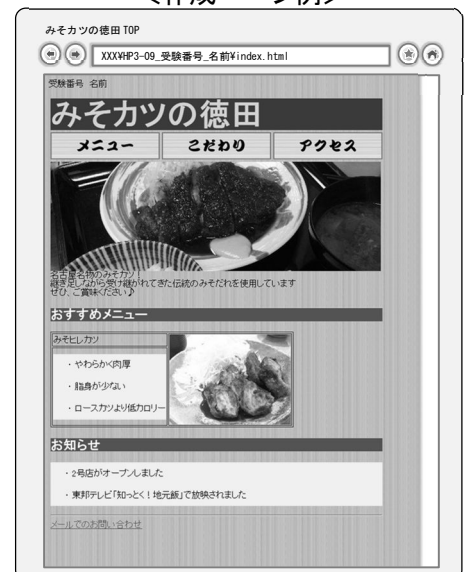 <作成ページ例>
みそカツの徳田 TOP
XXX¥HP3-09_受験番号_名前¥index.html
受験番号 名前
みそカツの徳田
メニュー こだわり アクセス
名古屋名物のみそカツ!
継ぎ足しながら受け継がれてきた伝統のみそだれを使用しています
ぜひ、ご賞味ください♪
おすすめメニュー
みそヒレカツ
・やわらかく肉厚
・脂身が少ない
・ロースカツより低カロリー
お知らせ
・2号店がオープンしました
・東邦テレビ「知っとく!地元飯」で放映されました
メールでのお問い合わせ